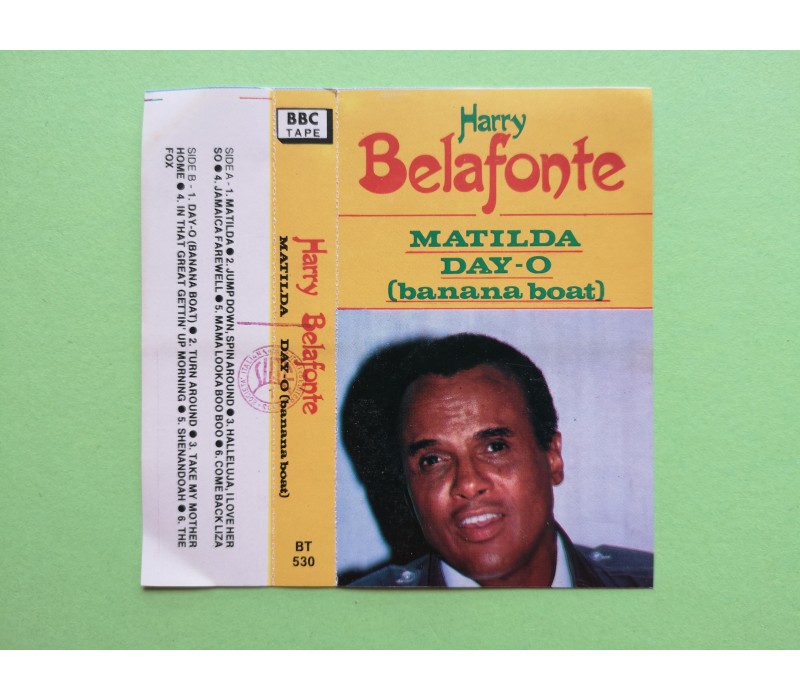 Harry
Belafonte
MATILDA
DAY-O
(banana boat)
BBC
TAPE
Harry Belafonte
MATILDA DAY-O (banana boat)
BT
530
SIDE A - 1. MATILDA ● 2. JUMP DOWN, SPIN AROUND ● 3. HALLELUJA, I LOVE HER
SO ● 4. JAMAICA FAREWELL ● 5. MAMA LOOKA BOO BOO ● 6. COME BACK LIZA
SIDE B - 1. DAY-O (BANANA BOAT) ● 2. TURN AROUND ● 3. TAKE MY MOTHER
HOME ● 4. IN THAT GREAT GETTIN' UP MORNING ● 5. SHENANDOAH ● 6. THE
FOX